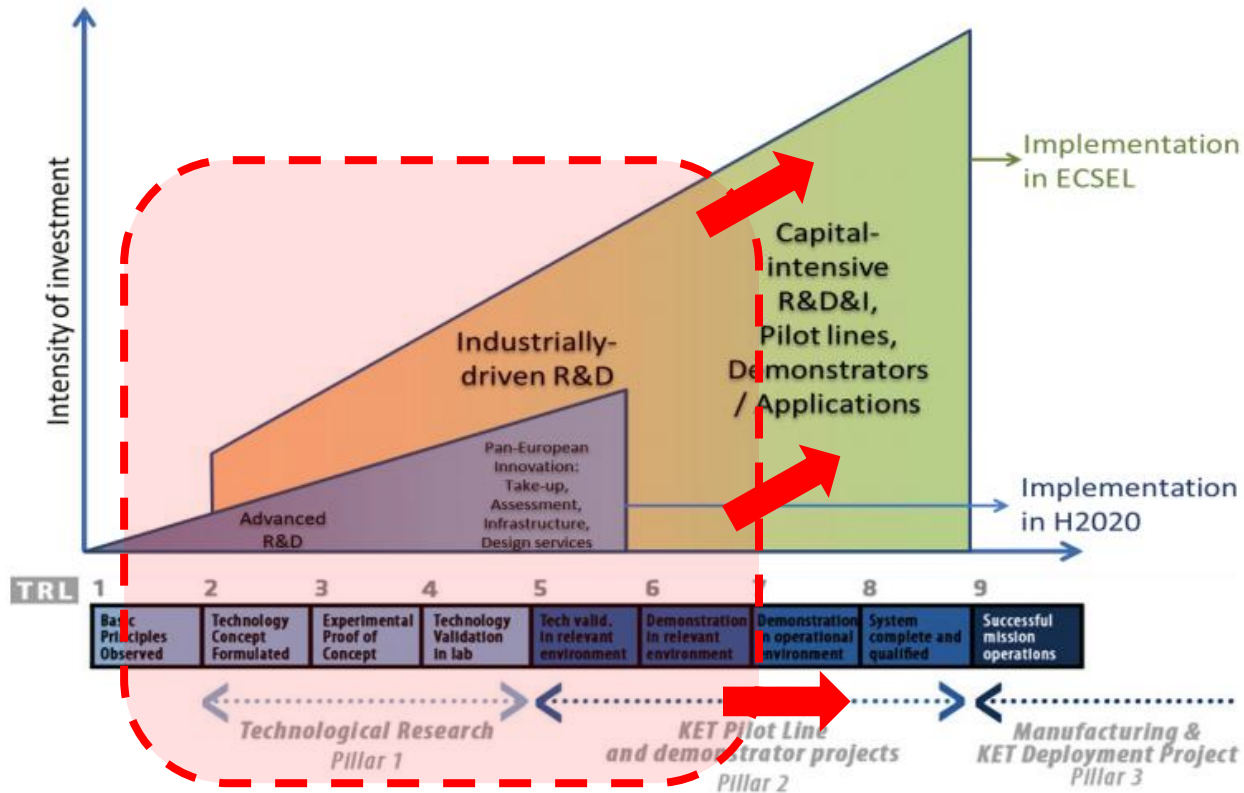 Intensity of investment
Implementation
in ECSEL
Capital-
intensive
R&D&I,
Pilot lines,
Demonstrators
/ Applications
Industrially-
driven R&D
Pan-European
Innovation:
Take-up,
Assessment,
Infrastructure,
Design services
Advanced
R&D
Implementation
in H2020
TRL 1 2 3 4 5 6 7 8 9
Basic
Principles
Observed
Technology
Concept
Formulated
Experimental
Proof of
Concept
Technology
Validation
in lab
Tech valid.
in relevant
environment
Demonstration
in relevant
environment
Demonstration
in operational
environment
System
complete and
qualified
Successful
mission
operations
Technological Research
Pillar 1
KET Pilot Line
and demonstrator projects
Pillar 2
Manufacturing &
KET Deployment Project
Pillar 3